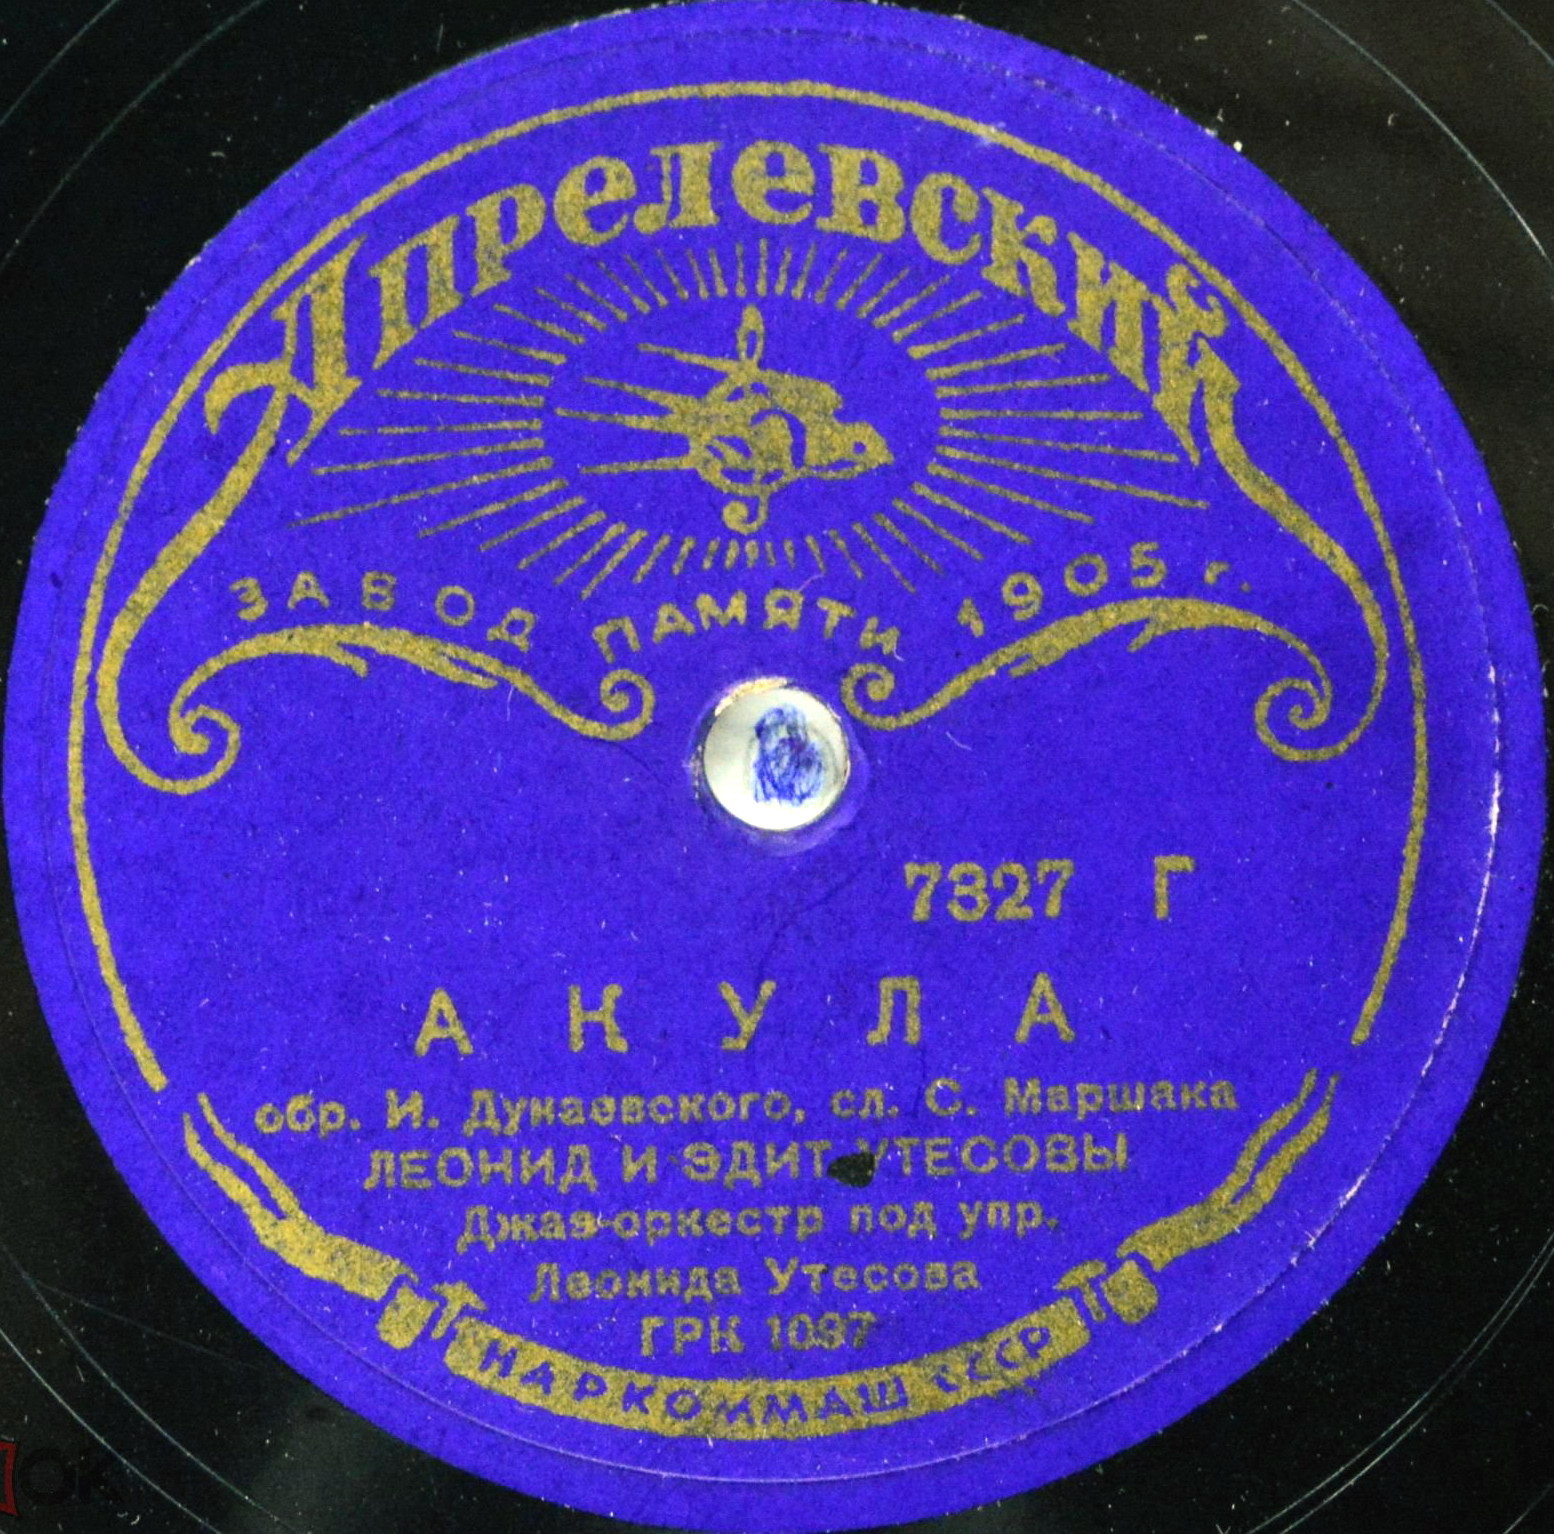 Апрелевский
ЗАВОД ПАМЯТИ 1905 г.
7327 Г
АКУЛА
обр. И. Дунаевского, сл. С. Маршака
ЛЕОНИД И ЭДИТ УТЕСОВЫ
Джаз-оркестр под упр.
Леонида Утесова
ГРК 1037
НАРКОММАШ СССР